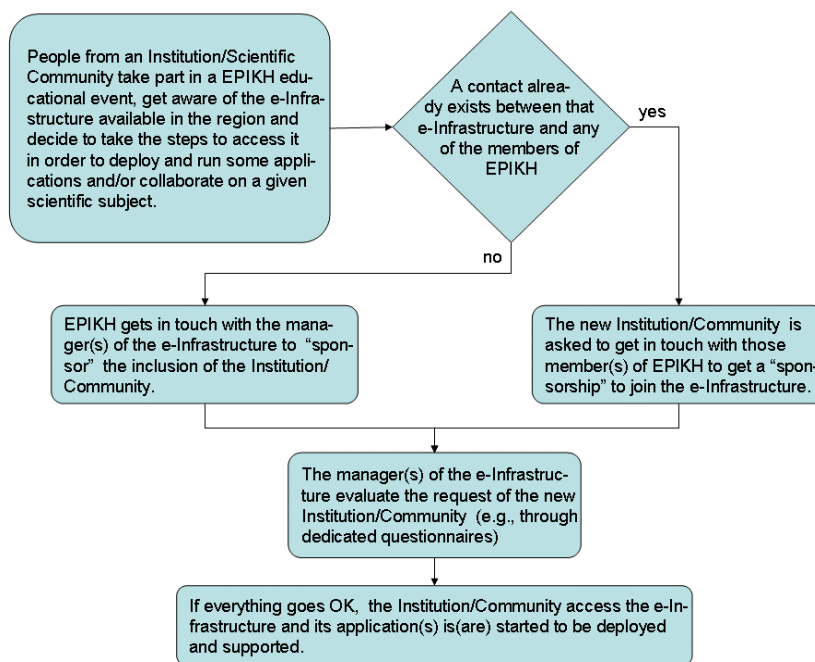 People from an Institution/Scientific
Community take part in a EPIKH edu-
cational event, get aware of the e-Infra-
structure available in the region and
decide to take the steps to access it
in order to deploy and run some appli-
cations and/or collaborate on a given
scientific subject.
A contact alrea-
dy exists between that
e-Infrastructure and any
of the members of
EPIKH
yes
no
EPIKH gets in touch with the mana-
ger(s) of the e-Infrastructure to “spon-
sor” the inclusion of the Institution/
Community.
The new Institution/Community is
asked to get in touch with those
member(s) of EPIKH to get a “spon-
sorship” to join the e-Infrastructure.
The manager(s) of the e-Infrastruc-
ture evaluate the request of the new
Institution/Community (e.g., through
dedicated questionnaires)
If everything goes OK, the Institution/Community access the e-In-
frastructure and its application(s) is(are) started to be deployed
and supported.